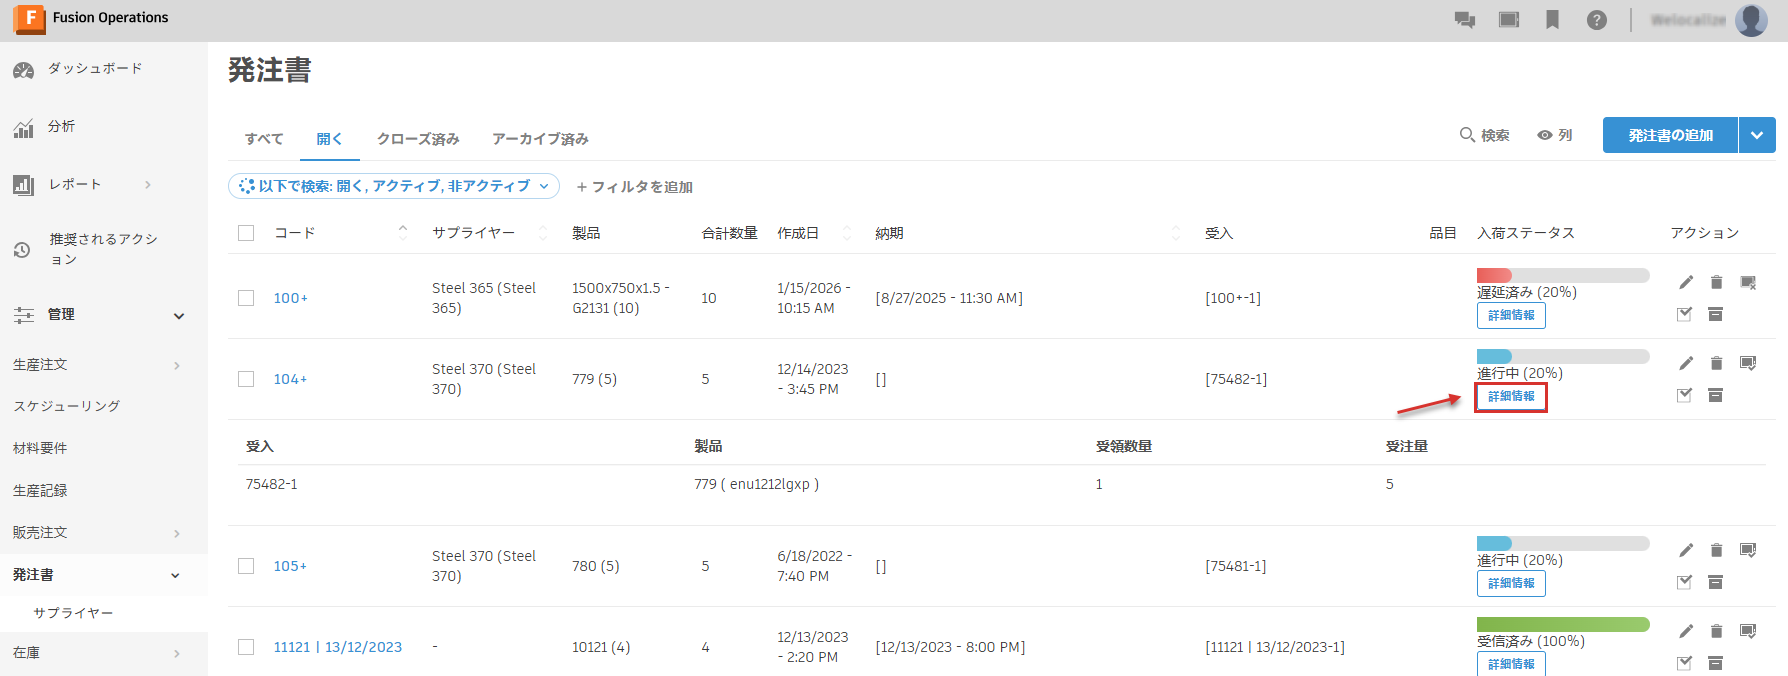 Fusion Operations
ダッシュボード
分析
レポート
推奨されるアクシ
ョン
管理
生産注文
スケジューリング
材料要件
生産記録
販売注文
発注書
サプライヤー
在庫
発注書
すべて 開く クローズ済み アーカイブ済み
検索 列 発注書の追加
以下で検索: 開く, アクティブ, 非アクティブ + フィルタを追加
コード サプライヤー 製品 合計数量 作成日 納期 受入 品目 入荷ステータス アクション
100+ Steel 365 (Steel 365) 1500x750x1.5 - G2131 (10) 10 1/15/2026 - 10:15 AM [8/27/2025 - 11:30 AM] [100+-1] 遅延済み (20%)
詳細情報
104+ Steel 370 (Steel 370) 779 (5) 5 12/14/2023 - 3:45 PM [] [75482-1] 進行中 (20%)
詳細情報
受入 製品 受領数量 受注量
75482-1 779 ( enu1212lgxp ) 1 5
105+ Steel 370 (Steel 370) 780 (5) 5 6/18/2022 - 7:40 PM [] [75481-1] 進行中 (20%)
詳細情報
11121 | 13/12/2023 - 10121 (4) 4 12/13/2023 - 2:20 PM [12/13/2023 - 8:00 PM] [11121 | 13/12/2023-1] 受信済み (100%)
詳細情報